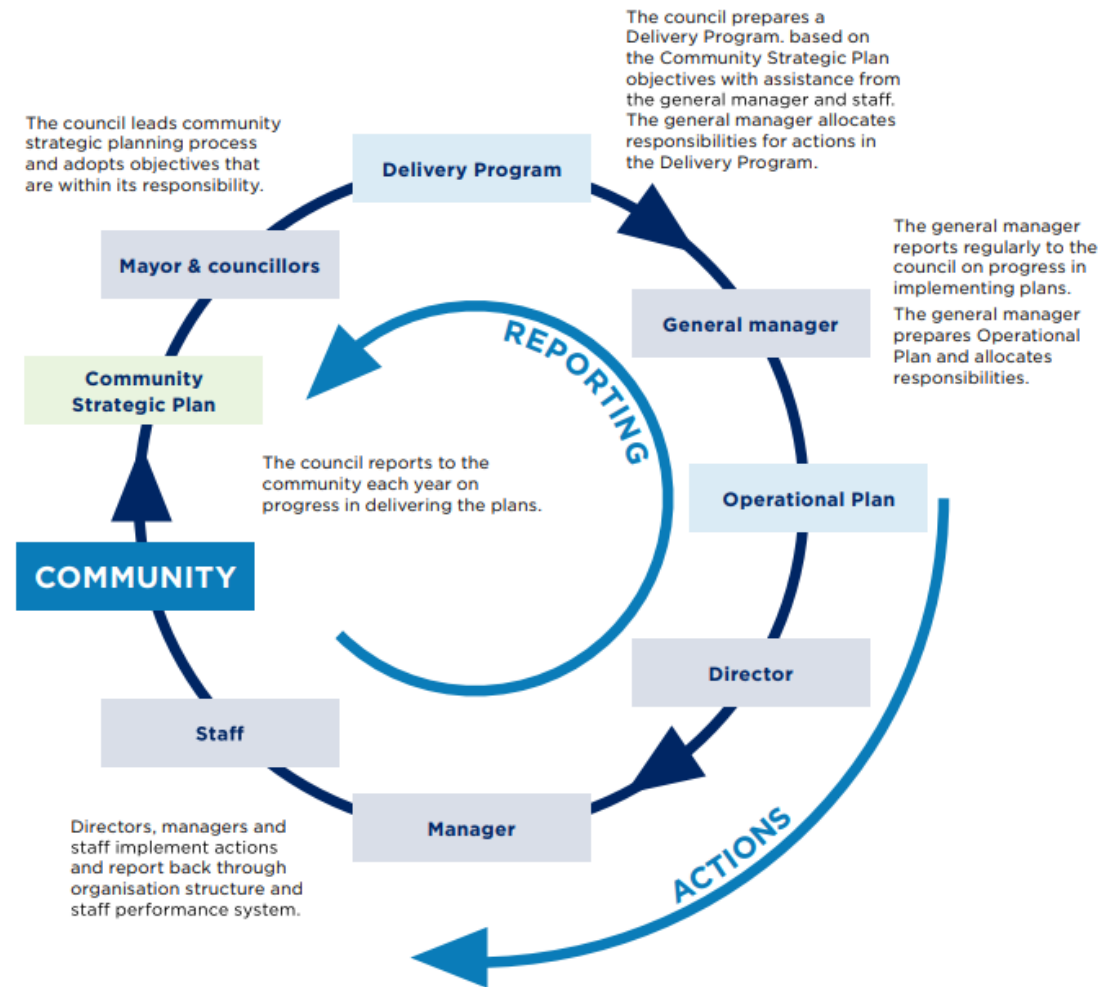 The council prepares a
Delivery Program. based on
the Community Strategic Plan
objectives with assistance from
the general manager and staff.
The general manager allocates
responsibilities for actions in
the Delivery Program.
The council leads community
strategic planning process
and adopts objectives that
are within its responsibility.
Delivery Program
Mayor & councillors
The general manager
reports regularly to the
council on progress in
implementing plans.
The general manager
prepares Operational
Plan and allocates
responsibilities.
General manager
REPORTING
Community
Strategic Plan
The council reports to the
community each year on
progress in delivering the plans.
Operational Plan
COMMUNITY
Director
Staff
Manager
ACTIONS
Directors, managers and
staff implement actions
and report back through
organisation structure and
staff performance system.